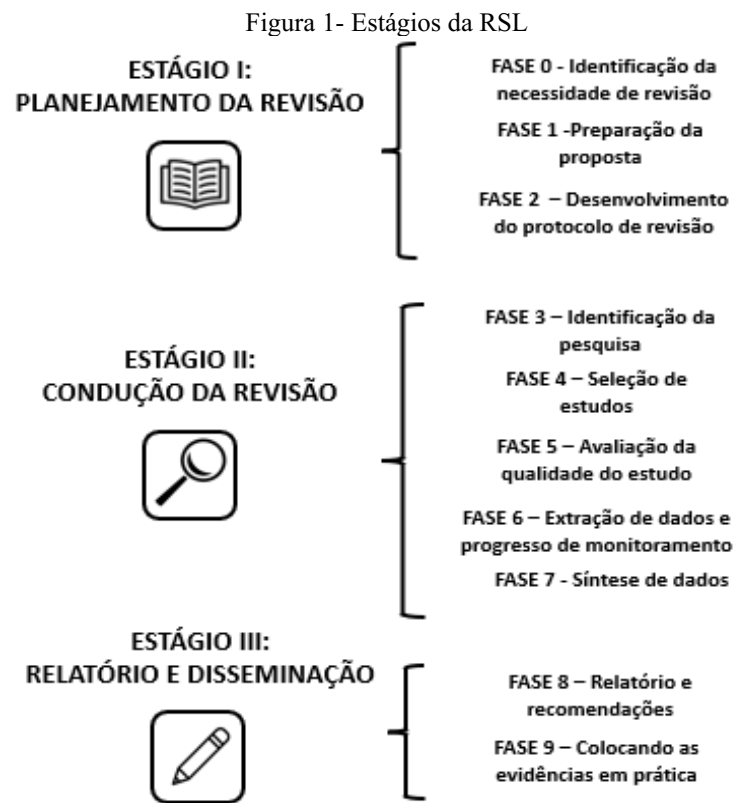 Figura 1- Estágios da RSL
ESTÁGIO I:
PLANEJAMENTO DA REVISÃO
FASE 0 - Identificação da
necessidade de revisão
FASE 1 -Preparação da
proposta
FASE 2 – Desenvolvimento
do protocolo de revisão
ESTÁGIO II:
CONDUÇÃO DA REVISÃO
FASE 3 – Identificação da
pesquisa
FASE 4 – Seleção de
estudos
FASE 5 – Avaliação da
qualidade do estudo
FASE 6 – Extração de dados e
progresso de monitoramento
FASE 7 - Síntese de dados
ESTÁGIO III:
RELATÓRIO E DISSEMINAÇÃO
FASE 8 – Relatório e
recomendações
FASE 9 – Colocando as
evidências em prática